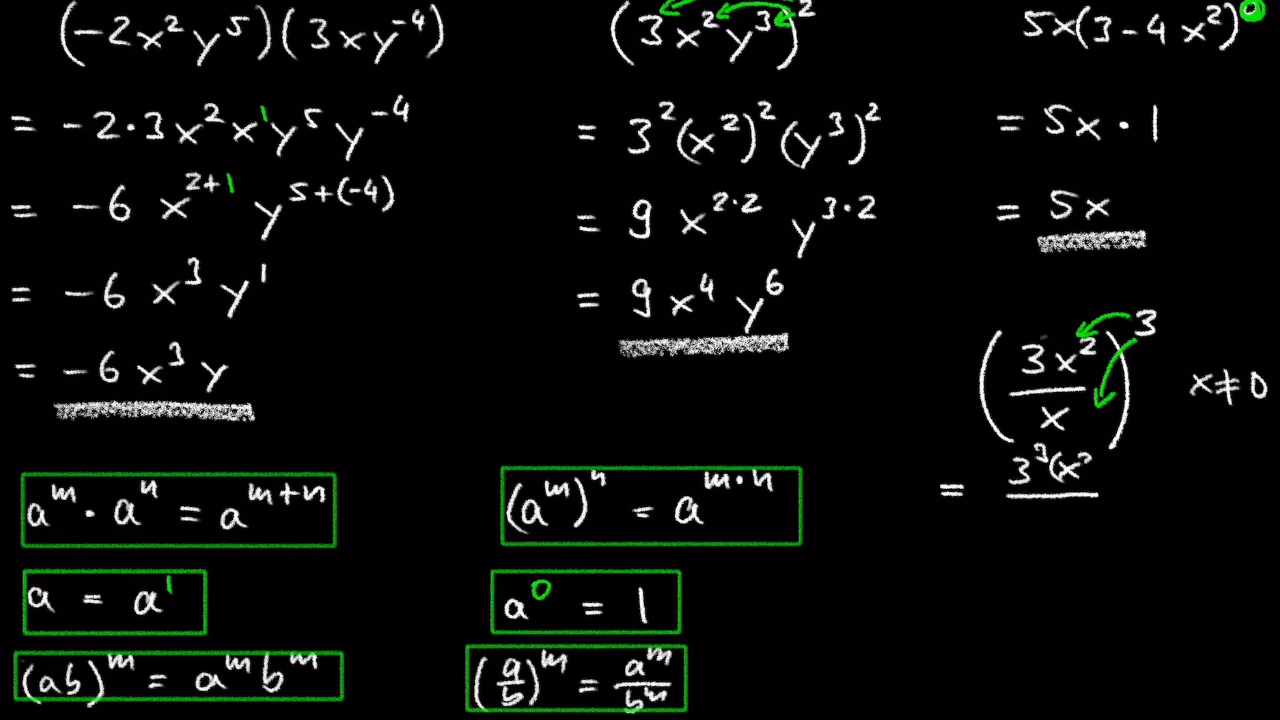 (-2x²y⁵)(3xy⁻⁴)
= -2·3x²x¹y⁵y⁻⁴
= -6 x²⁺¹ y⁵⁺⁽⁻⁴⁾
= -6 x³ y¹
= -6 x³ y
(3x²y³)²
= 3²(x²)²(y³)²
= 9 x²·² y³·²
= 9 x⁴ y⁶
5x(3-4x²)⁰
= 5x·1
= 5x
(3x²/x)³ x≠0
= 3³(x²
aᵐ·aⁿ = aᵐ⁺ⁿ
(aᵐ)ⁿ = aᵐ·ⁿ
a = a¹
a⁰ = 1
(ab)ᵐ = aᵐbᵐ
(a/b)ᵐ = aᵐ/bᵐ